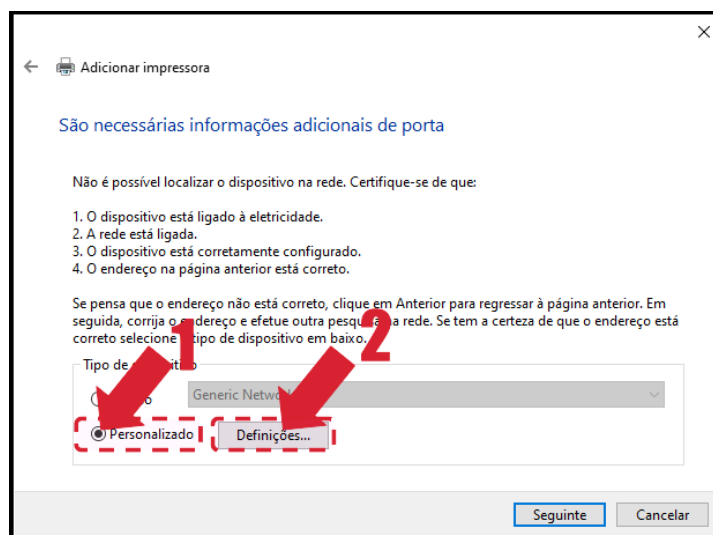 Adicionar impressora
São necessárias informações adicionais de porta
Não é possível localizar o dispositivo na rede. Certifique-se de que:
1. O dispositivo está ligado à eletricidade.
2. A rede está ligada.
3. O dispositivo está corretamente configurado.
4. O endereço na página anterior está correto.
Se pensa que o endereço não está correto, clique em Anterior para regressar à página anterior. Em
seguida, corrija o endereço e efetue outra na rede. Se tem a certeza de que o endereço está
correto selecione tipo de dispositivo em baixo.
1
2
Tipo de
Generic
Personalizado
Definições...
Seguinte
Cancelar